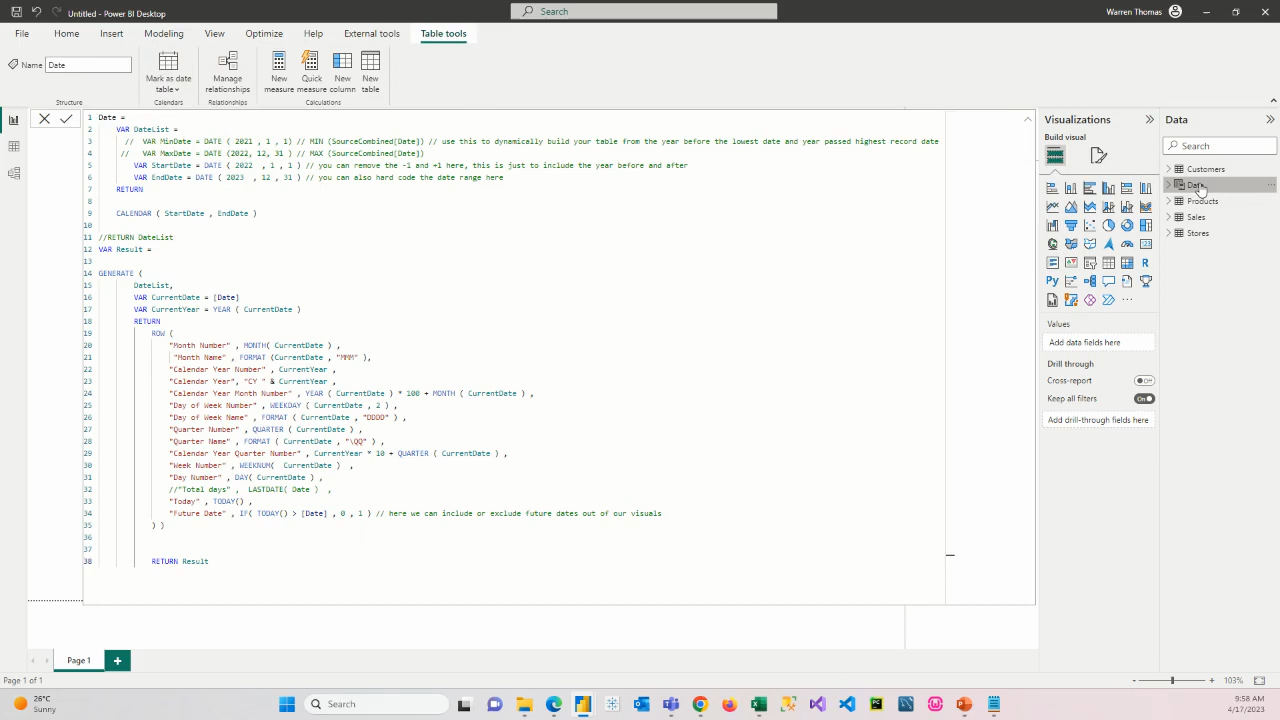 Untitled - Power BI Desktop
Search
Warren Thomas
File Home Insert Modeling View Optimize Help External tools Table tools
Name Date
Mark as date table
Manage relationships
New measure
Quick measure
New column
New table
Structure Calendars Relationships Calculations
1 Date =
2 VAR DateList =
3 // VAR MinDate = DATE ( 2021 , 1 , 1) // MIN (SourceCombined[Date]) // use this to dynamically build your table from the year before the lowest date and year passed highest record date
4 // VAR MaxDate = DATE (2022, 12, 31 ) // MAX (SourceCombined[Date])
5 VAR StartDate = DATE ( 2022 , 1 , 1 ) // you can remove the -1 and +1 here, this is just to include the year before and after
6 VAR EndDate = DATE ( 2023 , 12 , 31 ) // you can also hard code the date range here
7 RETURN
8
9 CALENDAR ( StartDate , EndDate )
10
11 //RETURN DateList
12 VAR Result =
13
14 GENERATE (
15 DateList,
16 VAR CurrentDate = [Date]
17 VAR CurrentYear = YEAR ( CurrentDate )
18 RETURN
19 ROW (
20 "Month Number" , MONTH( CurrentDate ) ,
21 "Month Name" , FORMAT (CurrentDate , "MMM" ),
22 "Calendar Year Number" , CurrentYear ,
23 "Calendar Year", "CY " & CurrentYear ,
24 "Calendar Year Month Number" , YEAR ( CurrentDate ) * 100 + MONTH ( CurrentDate ) ,
25 "Day of Week Number" , WEEKDAY ( CurrentDate , 2 ) ,
26 "Day of Week Name" , FORMAT ( CurrentDate , "DDDD" ) ,
27 "Quarter Number" , QUARTER ( CurrentDate ) ,
28 "Quarter Name" , FORMAT ( CurrentDate , "\QQ" ) ,
29 "Calendar Year Quarter Number" , CurrentYear * 10 + QUARTER ( CurrentDate ) ,
30 "Week Number" , WEEKNUM( CurrentDate ) ,
31 "Day Number" , DAY( CurrentDate ) ,
32 //"Total days" , LASTDATE( Date ) ,
33 "Today" , TODAY() ,
34 "Future Date" , IF( TODAY() > [Date] , 0 , 1 ) // here we can include or exclude future dates out of our visuals
35 ) )
36
37
38 RETURN Result
Visualizations
Build visual
R
Py
123
Values
Add data fields here
Drill through
Cross-report Off
Keep all filters On
Add drill-through fields here
Data
Search
Customers
Products
Sales
Stores
Page 1
Page 1 of 1
103%
26°C
Sunny
Search
9:58 AM
4/17/2023